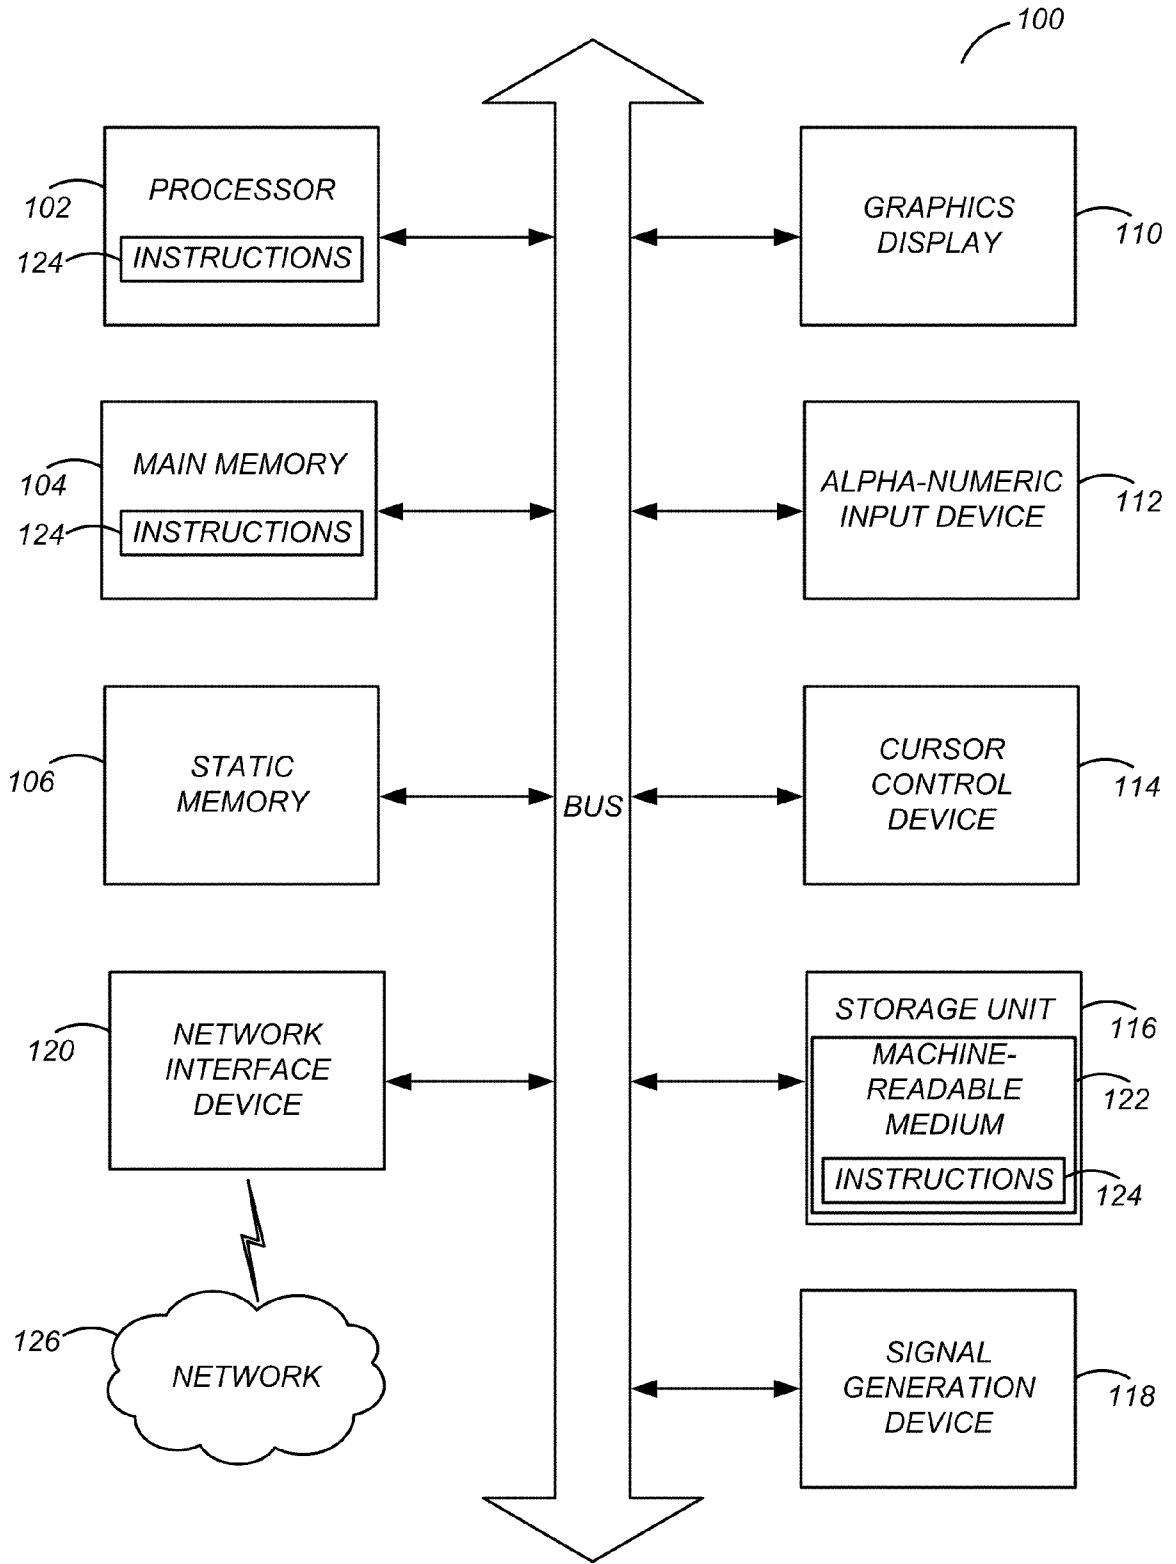 100
PROCESSOR
102
124
INSTRUCTIONS
GRAPHICS
DISPLAY
110
MAIN MEMORY
104
124
INSTRUCTIONS
ALPHA-NUMERIC
INPUT DEVICE
112
STATIC
MEMORY
106
BUS
CURSOR
CONTROL
DEVICE
114
NETWORK
INTERFACE
DEVICE
120
STORAGE UNIT
116
MACHINE-
READABLE
MEDIUM
122
INSTRUCTIONS
124
126
NETWORK
SIGNAL
GENERATION
DEVICE
118